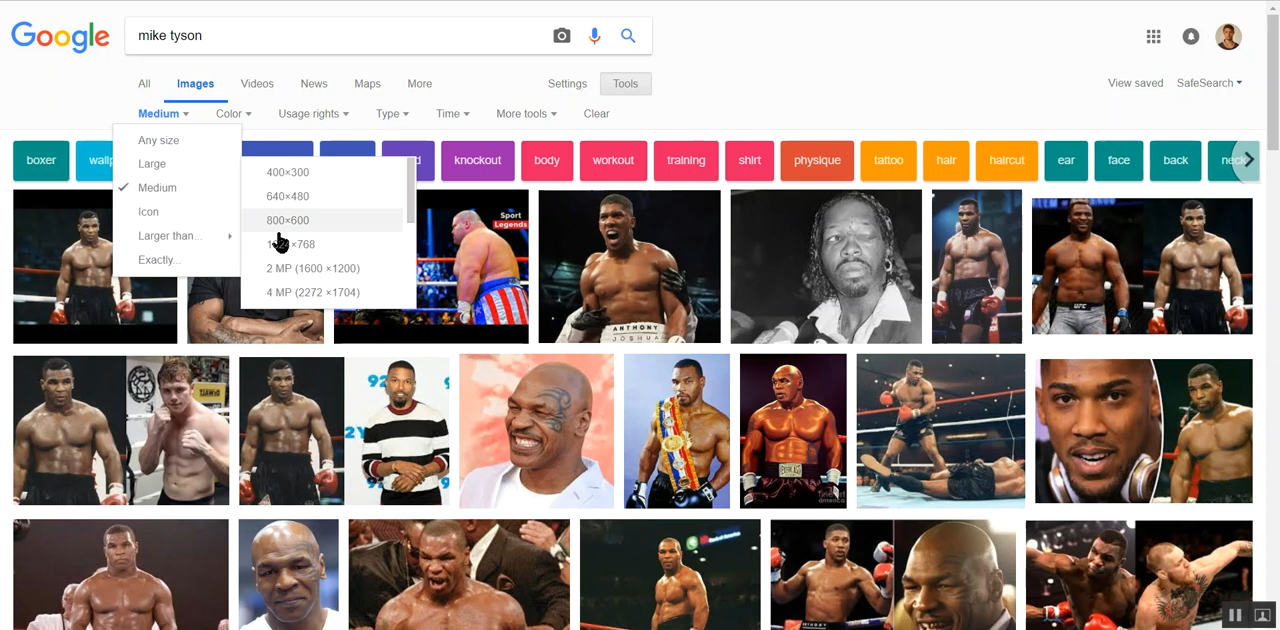 Google
mike tyson
All Images Videos News Maps More Settings Tools
View saved SafeSearch
Medium Color Usage rights Type Time More tools Clear
Any size
Large
Medium
Icon
Larger than...
Exactly...
400×300
640×480
800×600
×768
2 MP (1600 ×1200)
4 MP (2272 ×1704)
boxer knockout body workout training shirt physique tattoo hair haircut ear face back
Sport
Legends
ANTHONY
JOSHUA
UFC
EVERLAST